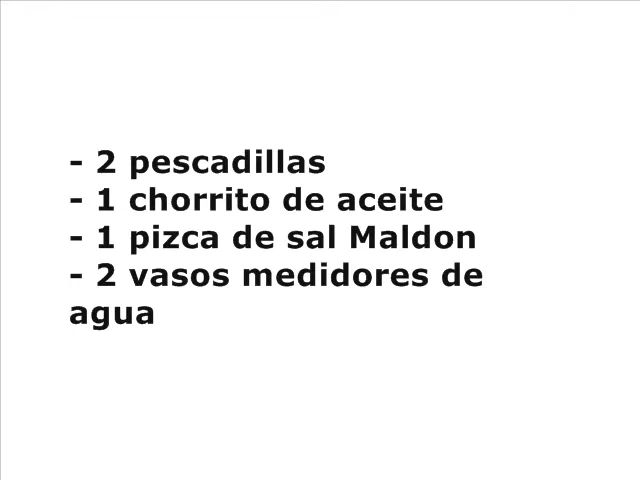 - 2 pescadillas
- 1 chorrito de aceite
- 1 pizca de sal Maldon
- 2 vasos medidores de
agua